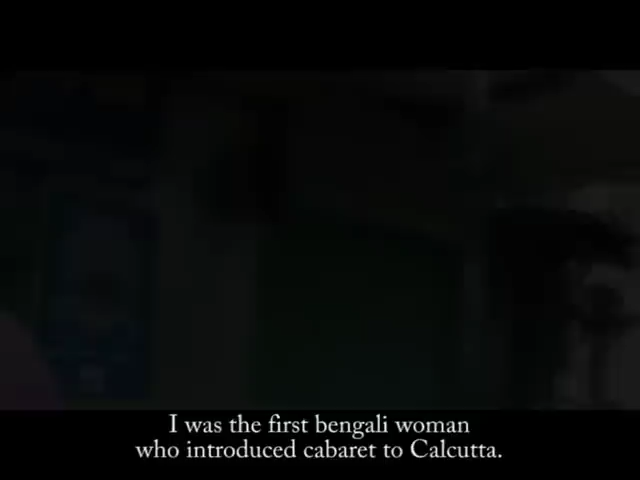 I was the first bengali woman
who introduced cabaret to Calcutta.